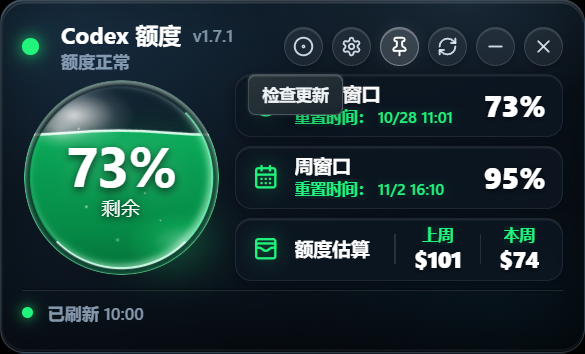 Codex 额度 v1.7.1
额度正常
检查更新
窗口
重置时间： 10/28 11:01
73%
73%
剩余
周窗口
重置时间： 11/2 16:10
95%
额度估算
上周
$101
本周
$74
已刷新 10:00